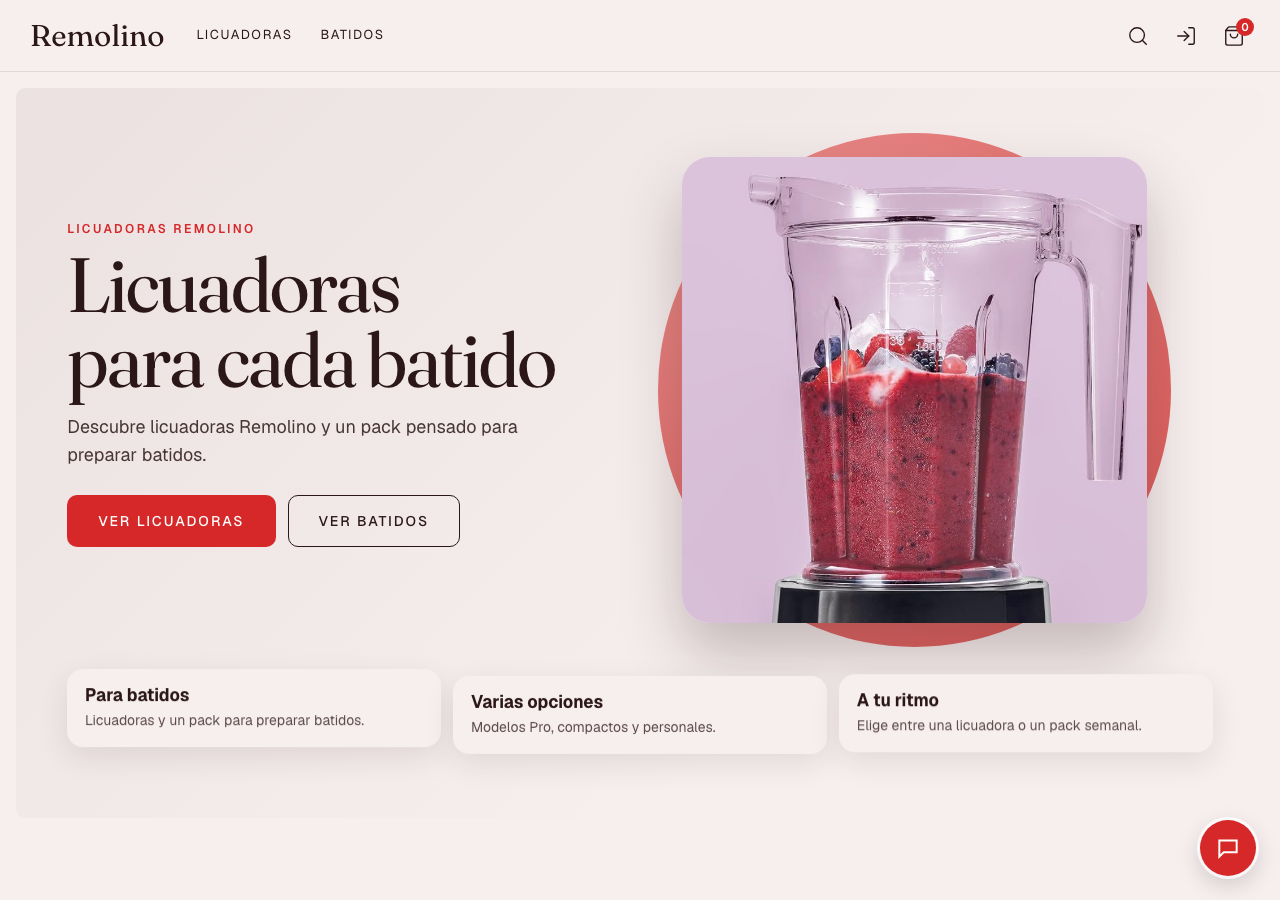 Remolino
LICUADORAS
BATIDOS
0
LICUADORAS REMOLINO
Licuadoras
para cada batido
Descubre licuadoras Remolino y un pack pensado para
preparar batidos.
VER LICUADORAS
VER BATIDOS
MAX
Para batidos
Licuadoras y un pack para preparar batidos.
Varias opciones
Modelos Pro, compactos y personales.
A tu ritmo
Elige entre una licuadora o un pack semanal.